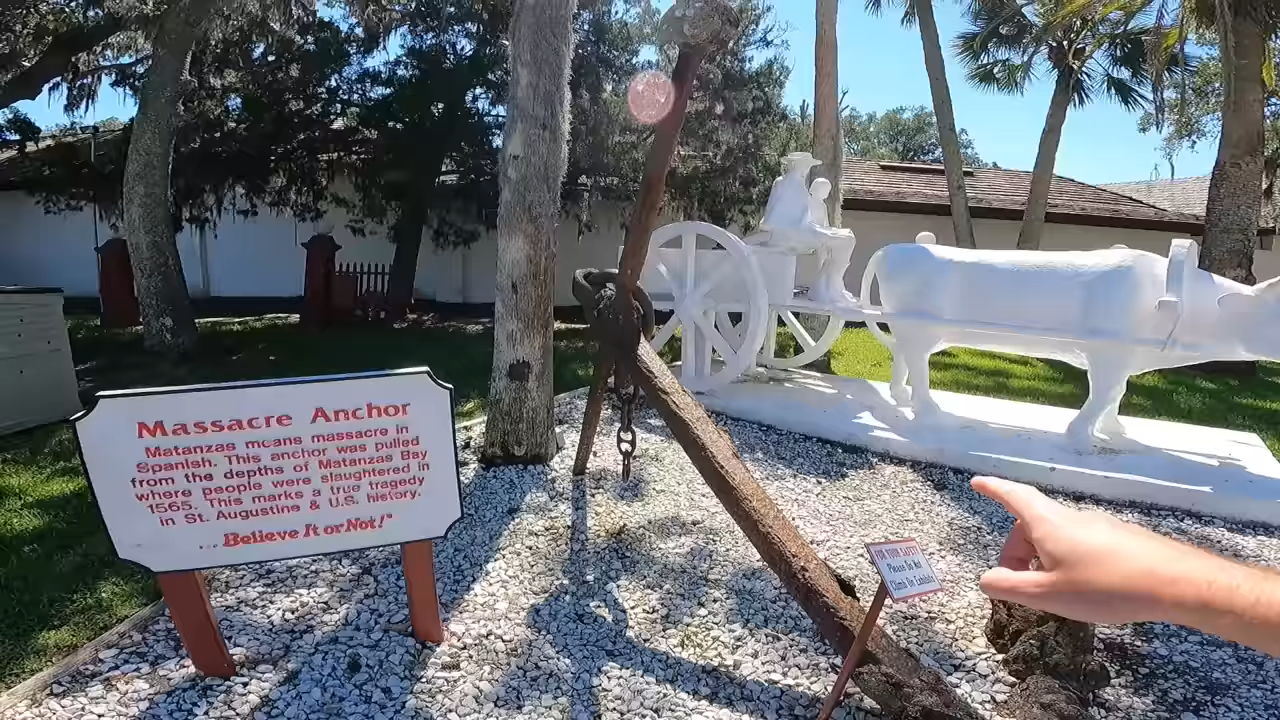 Massacre Anchor
Matanzas means massacre in
Spanish. This anchor was pulled
from the depths of Matanzas Bay
where people were slaughtered in
1565. This marks a true tragedy
in St. Augustine & U.S. history.
... Believe It or Not!®
FOR YOUR SAFETY
Please Do Not
Climb On Exhibits